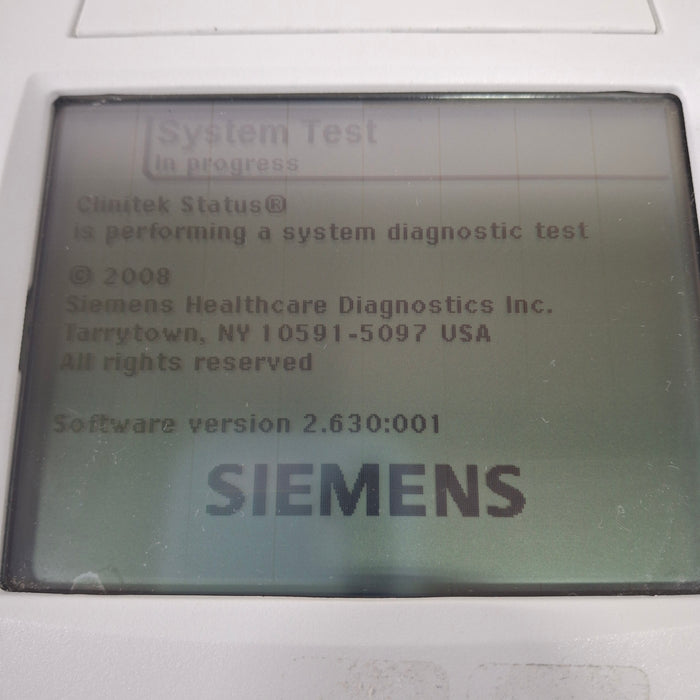 System Test
In progress
Clinitek Status®
is performing a system diagnostic test
© 2008
Siemens Healthcare Diagnostics Inc.
Tarrytown, NY 10591-5097 USA
All rights reserved
Software version 2.630:001
SIEMENS